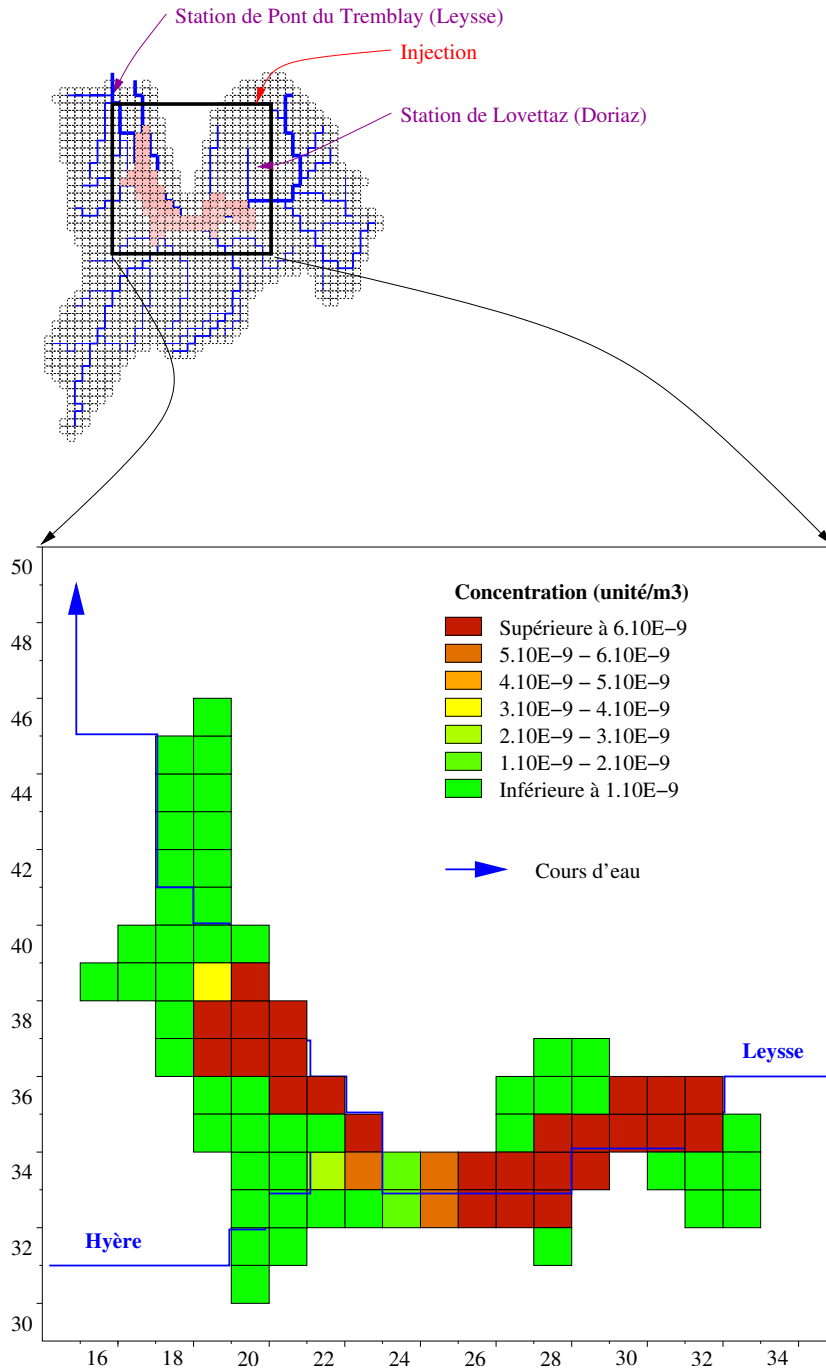 Station de Pont du Tremblay (Leysse)
Injection
Station de Lovettaz (Doriaz)
50
48
46
44
42
40
38
36
34
32
30
Concentration (unité/m3)
Supérieure à 6.10E−9
5.10E−9 − 6.10E−9
4.10E−9 − 5.10E−9
3.10E−9 − 4.10E−9
2.10E−9 − 3.10E−9
1.10E−9 − 2.10E−9
Inférieure à 1.10E−9
Cours d'eau
Leysse
Hyère
16 18 20 22 24 26 28 30 32 34